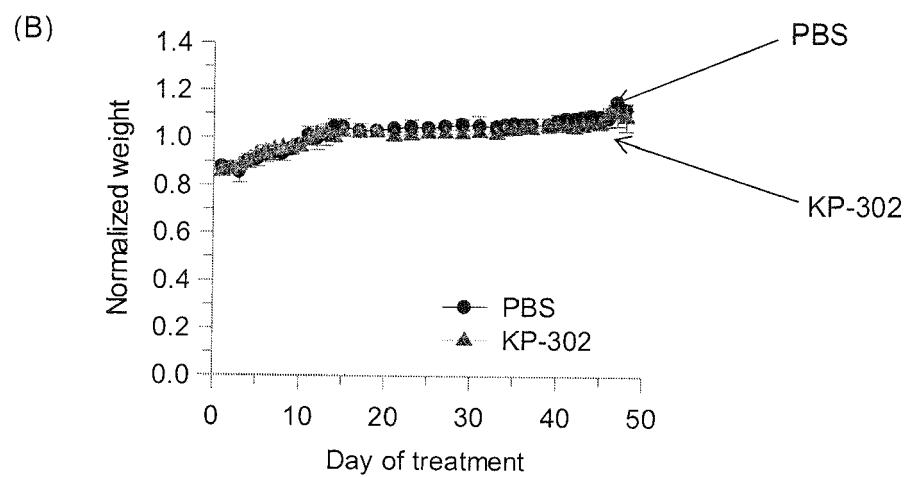 (B)
PBS
KP-302
Normalized weight
1.4
1.2
1.0
0.8
0.6
0.4
0.2
0.0
PBS
KP-302
0 10 20 30 40 50
Day of treatment